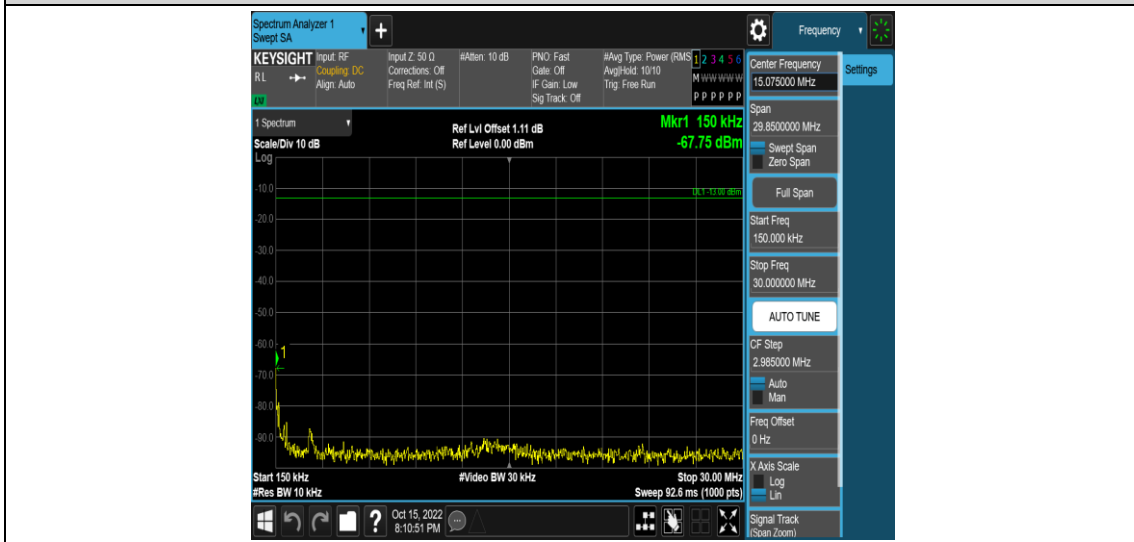 Spectrum Analyzer 1
Swept SA
+
Frequency
KEYSIGHT
RL
LNI
Input: RF
Coupling: DC
Align: Auto
Input Z: 50 Ω
Corrections: Off
Freq Ref: Int (S)
#Atten: 10 dB
PNO: Fast
Gate: Off
IF Gain: Low
Sig Track: Off
#Avg Type: Power (RMS
Avg|Hold: 10/10
Trig: Free Run
1 2 3 4 5 6
M W W W W W
P P P P P P
1 Spectrum
Scale/Div 10 dB
Log
Ref Lvl Offset 1.11 dB
Ref Level 0.00 dBm
Mkr1 150 kHz
-67.75 dBm
DL1 -13.00 dBm
-10.0
-20.0
-30.0
-40.0
-50.0
-60.0
1
-70.0
-80.0
-90.0
Start 150 kHz
#Res BW 10 kHz
#Video BW 30 kHz
Stop 30.00 MHz
Sweep 92.6 ms (1000 pts)
Center Frequency
15.075000 MHz
Settings
Span
29.8500000 MHz
Swept Span
Zero Span
Full Span
Start Freq
150.000 kHz
Stop Freq
30.000000 MHz
AUTO TUNE
CF Step
2.985000 MHz
Auto
Man
Freq Offset
0 Hz
X Axis Scale
Log
Lin
Signal Track
(Span Zoom)
?
Oct 15, 2022
8:10:51 PM